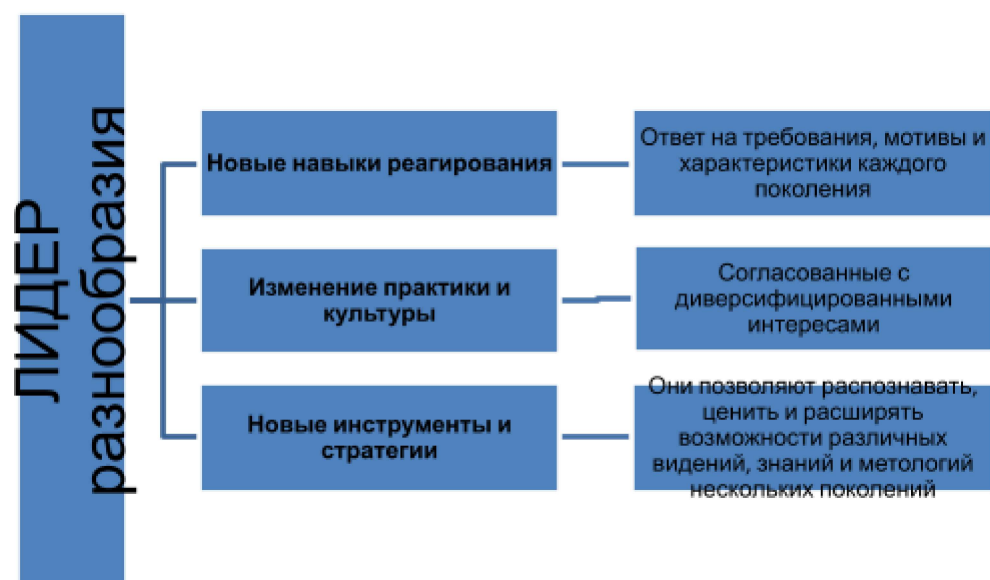 ЛИДЕР
разнообразия
Новые навыки реагирования
Ответ на требования, мотивы и
характеристики каждого
поколения
Изменение практики и
культуры
Согласованные с
диверсифицированными
интересами
Новые инструменты и
стратегии
Они позволяют распознавать,
ценить и расширять
возможности различных
видений, знаний и метологий
нескольких поколений